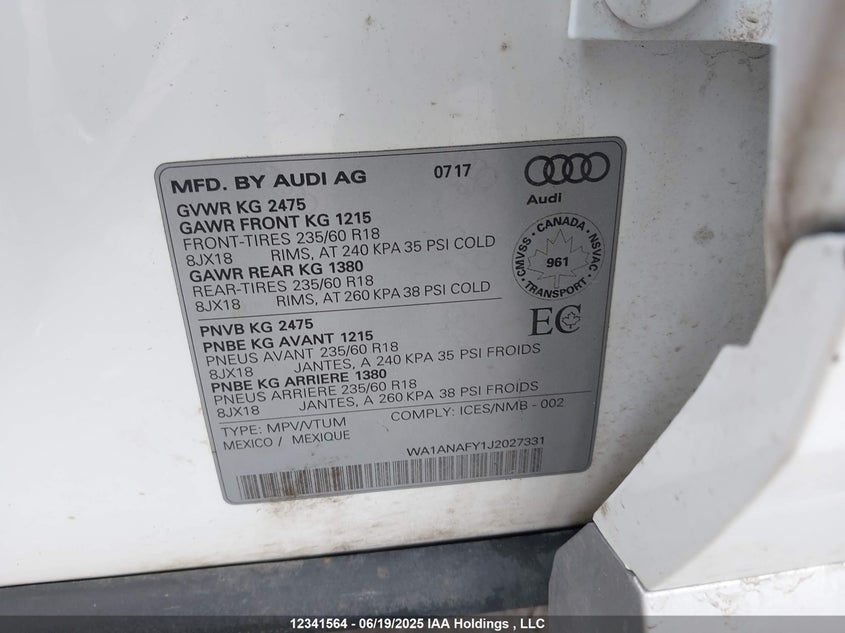 MFD. BY AUDI AG 0717
Audi
GVWR KG 2475
GAWR FRONT KG 1215
FRONT-TIRES 235/60 R18
8JX18 RIMS, AT 240 KPA 35 PSI COLD
GAWR REAR KG 1380
REAR-TIRES 235/60 R18
8JX18 RIMS, AT 260 KPA 38 PSI COLD
CANADA
CMVSS
NSVAC
961
TRANSPORT
EC
PNVB KG 2475
PNBE KG AVANT 1215
PNEUS AVANT 235/60 R18
8JX18 JANTES, A 240 KPA 35 PSI FROIDS
PNBE KG ARRIERE 1380
PNEUS ARRIERE 235/60 R18
8JX18 JANTES, A 260 KPA 38 PSI FROIDS
TYPE: MPV/VTUM COMPLY: ICES/NMB - 002
MEXICO / MEXIQUE
WA1ANAFY1J2027331
12341564 - 06/19/2025 IAA Holdings , LLC